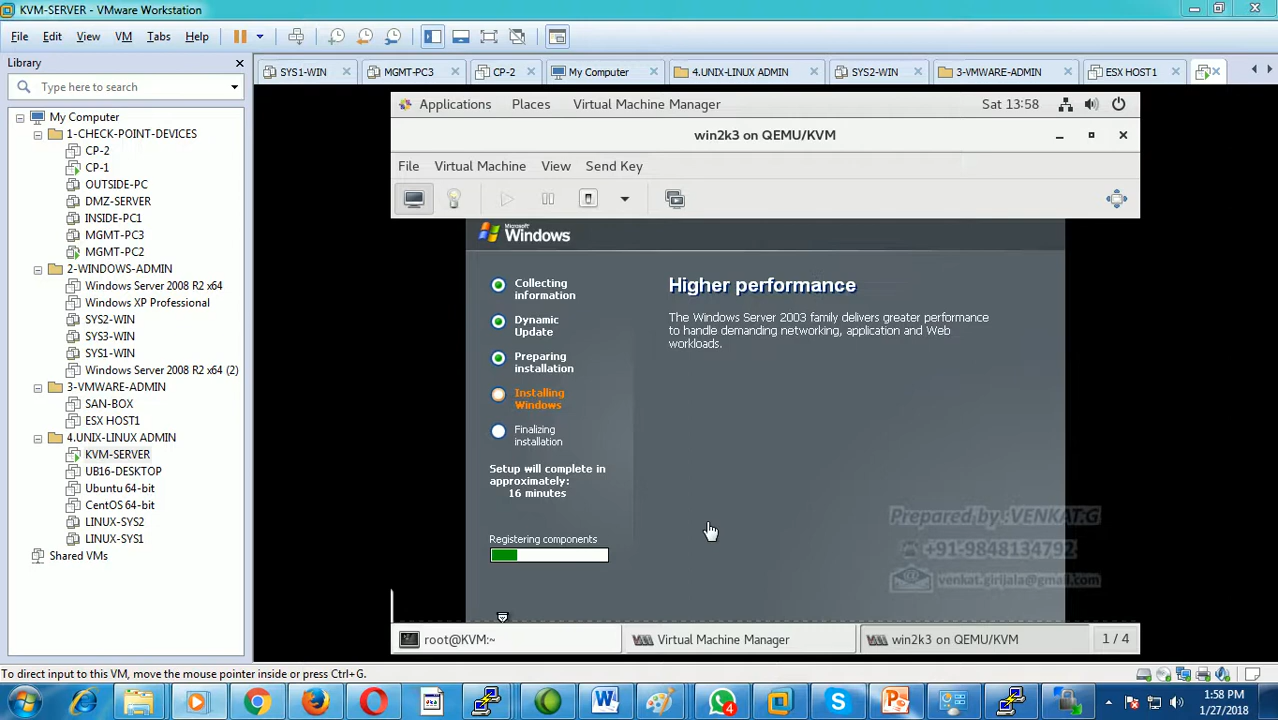 KVM-SERVER - VMware Workstation
File Edit View VM Tabs Help
Library
Type here to search
My Computer
1-CHECK-POINT-DEVICES
CP-2
CP-1
OUTSIDE-PC
DMZ-SERVER
INSIDE-PC1
MGMT-PC3
MGMT-PC2
2-WINDOWS-ADMIN
Windows Server 2008 R2 x64
Windows XP Professional
SYS2-WIN
SYS3-WIN
SYS1-WIN
Windows Server 2008 R2 x64 (2)
3-VMWARE-ADMIN
SAN-BOX
ESX HOST1
4.UNIX-LINUX ADMIN
KVM-SERVER
UB16-DESKTOP
Ubuntu 64-bit
CentOS 64-bit
LINUX-SYS2
LINUX-SYS1
Shared VMs
SYS1-WIN MGMT-PC3 CP-2 My Computer 4.UNIX-LINUX ADMIN SYS2-WIN 3-VMWARE-ADMIN ESX HOST1
Applications Places Virtual Machine Manager Sat 13:58
win2k3 on QEMU/KVM
File Virtual Machine View Send Key
Microsoft
Windows
Collecting
information
Dynamic
Update
Preparing
installation
Installing
Windows
Finalizing
installation
Setup will complete in
approximately:
16 minutes
Registering components
Higher performance
The Windows Server 2003 family delivers greater performance
to handle demanding networking, application and Web
workloads.
Prepared by :VENKAT.G
+91-9848134792
venkat.girijala@gmail.com
root@KVM:~ Virtual Machine Manager win2k3 on QEMU/KVM 1 / 4
To direct input to this VM, move the mouse pointer inside or press Ctrl+G.
4
1:58 PM
1/27/2018